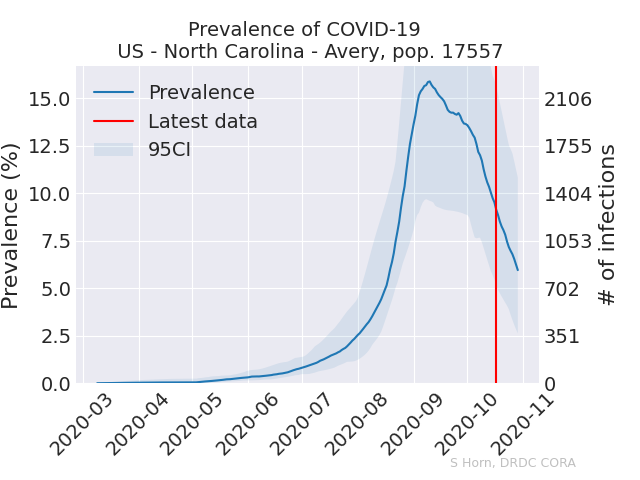 Prevalence of COVID-19
US - North Carolina - Avery, pop. 17557
Prevalence
Latest data
95CI
Prevalence (%)
15.0
12.5
10.0
7.5
5.0
2.5
0.0
# of infections
2106
1755
1404
1053
702
351
0
2020-03
2020-04
2020-05
2020-06
2020-07
2020-08
2020-09
2020-10
2020-11
S Horn, DRDC CORA